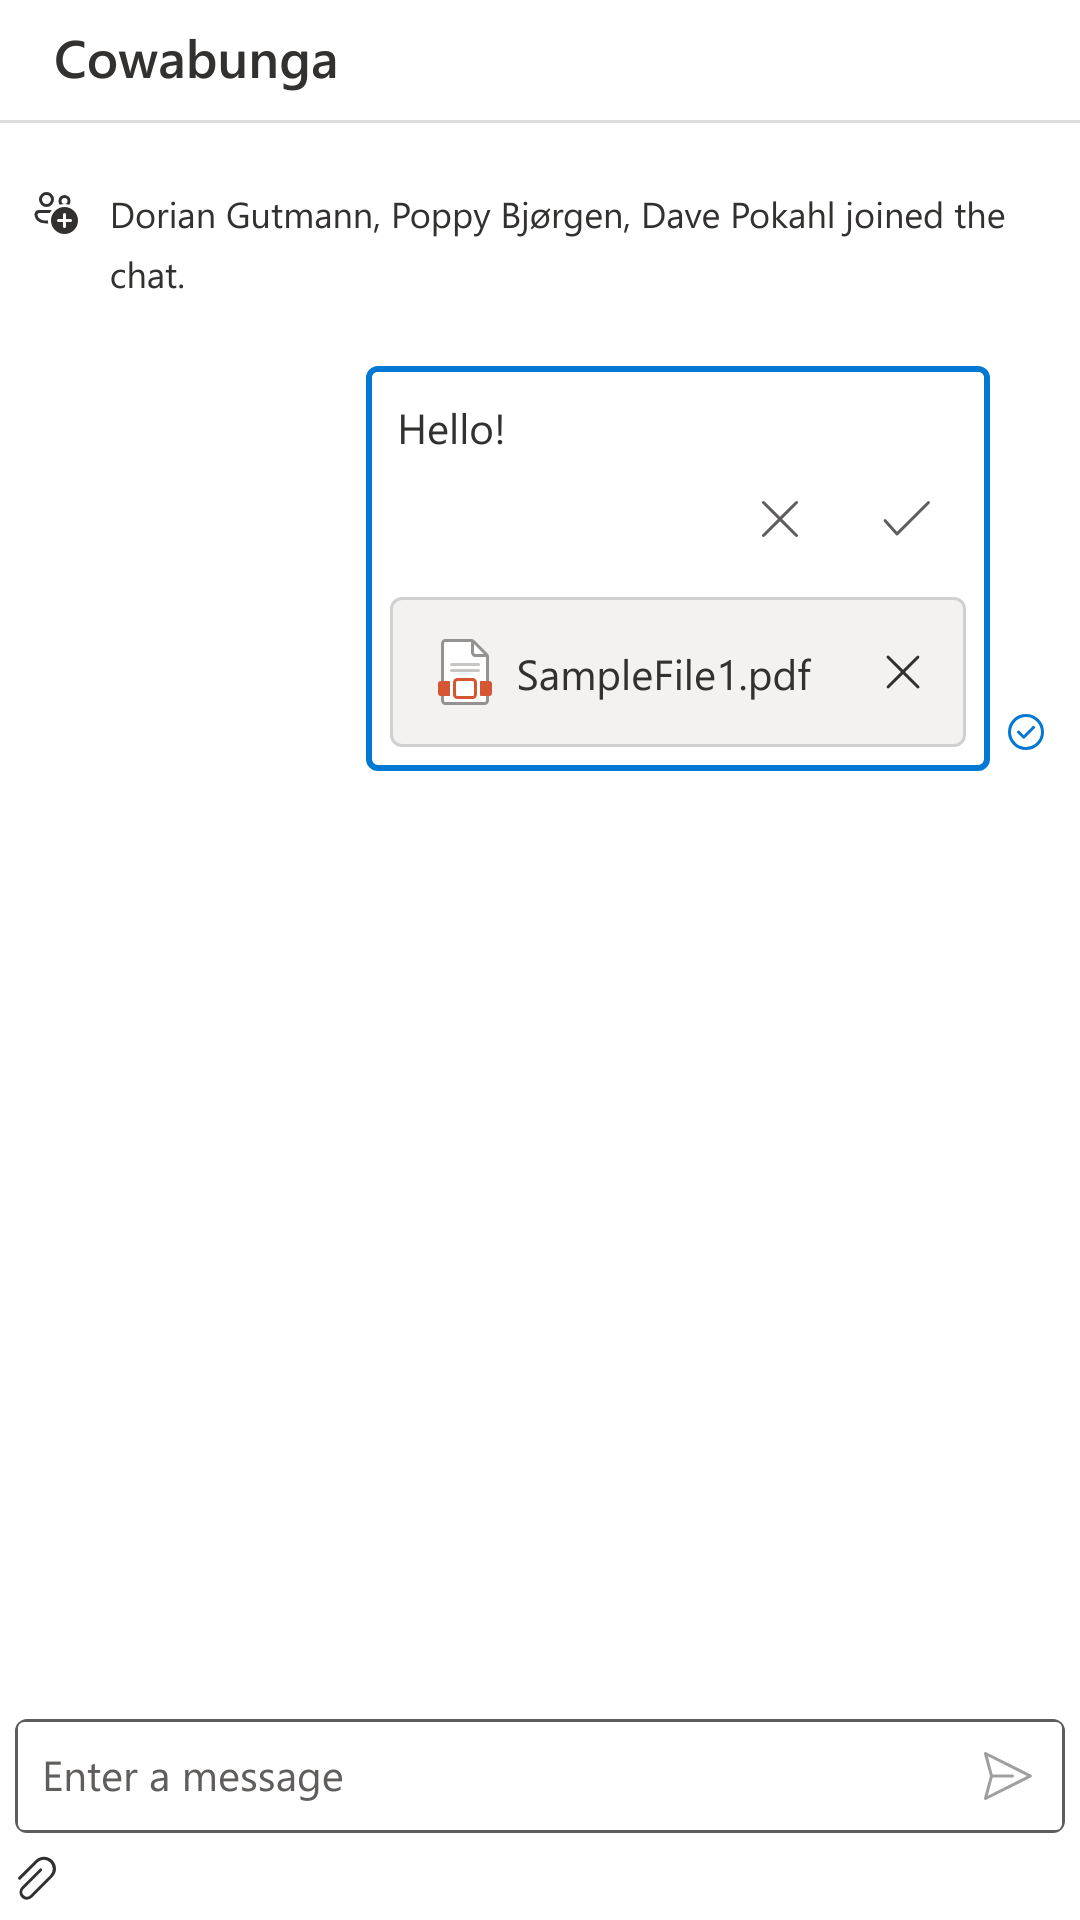 Cowabunga
Dorian Gutmann, Poppy Bjørgen, Dave Pokahl joined the
chat.
Hello!
SampleFile1.pdf
Enter a message